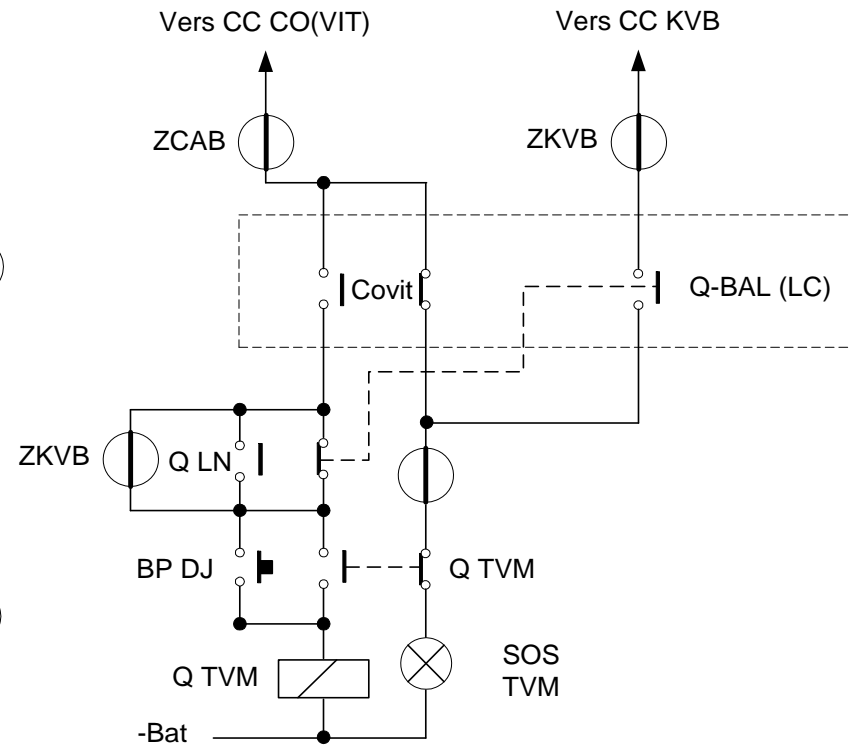 Vers CC CO(VIT)
Vers CC KVB
ZCAB
ZKVB
Covit
Q-BAL (LC)
ZKVB
Q LN
BP DJ
Q TVM
Q TVM
SOS
TVM
-Bat